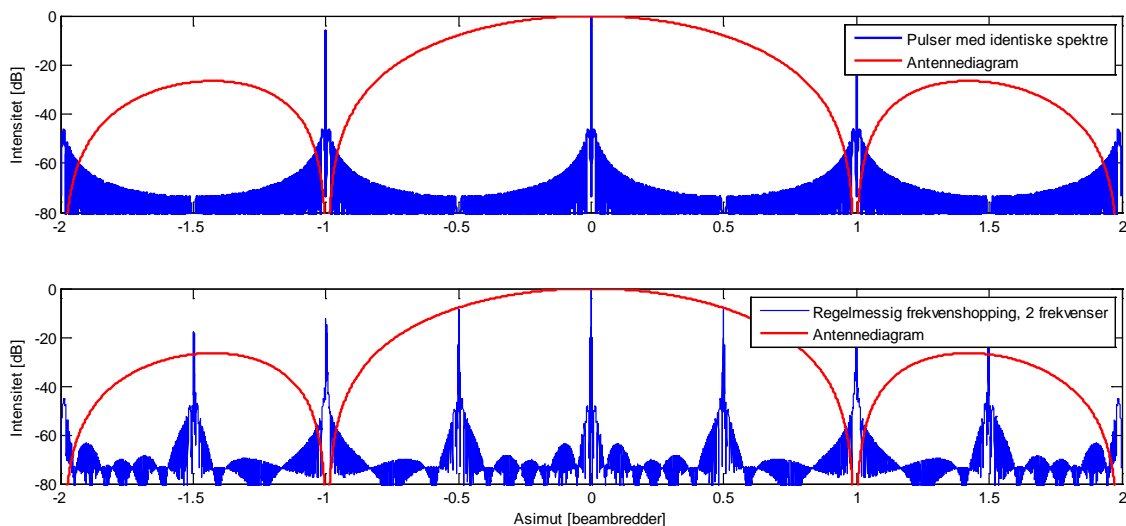 0
-20
-40
-60
-80
Intensitet [dB]
Pulser med identiske spektre
Antennediagram
-2 -1.5 -1 -0.5 0 0.5 1 1.5 2
0
-20
-40
-60
-80
Intensitet [dB]
Regelmessig frekvenshopping, 2 frekvenser
Antennediagram
-2 -1.5 -1 -0.5 0 0.5 1 1.5 2
Asimut [beambredder]